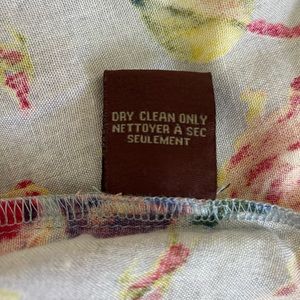 DRY CLEAN ONLY
NETTOYER À SEC
SEULEMENT